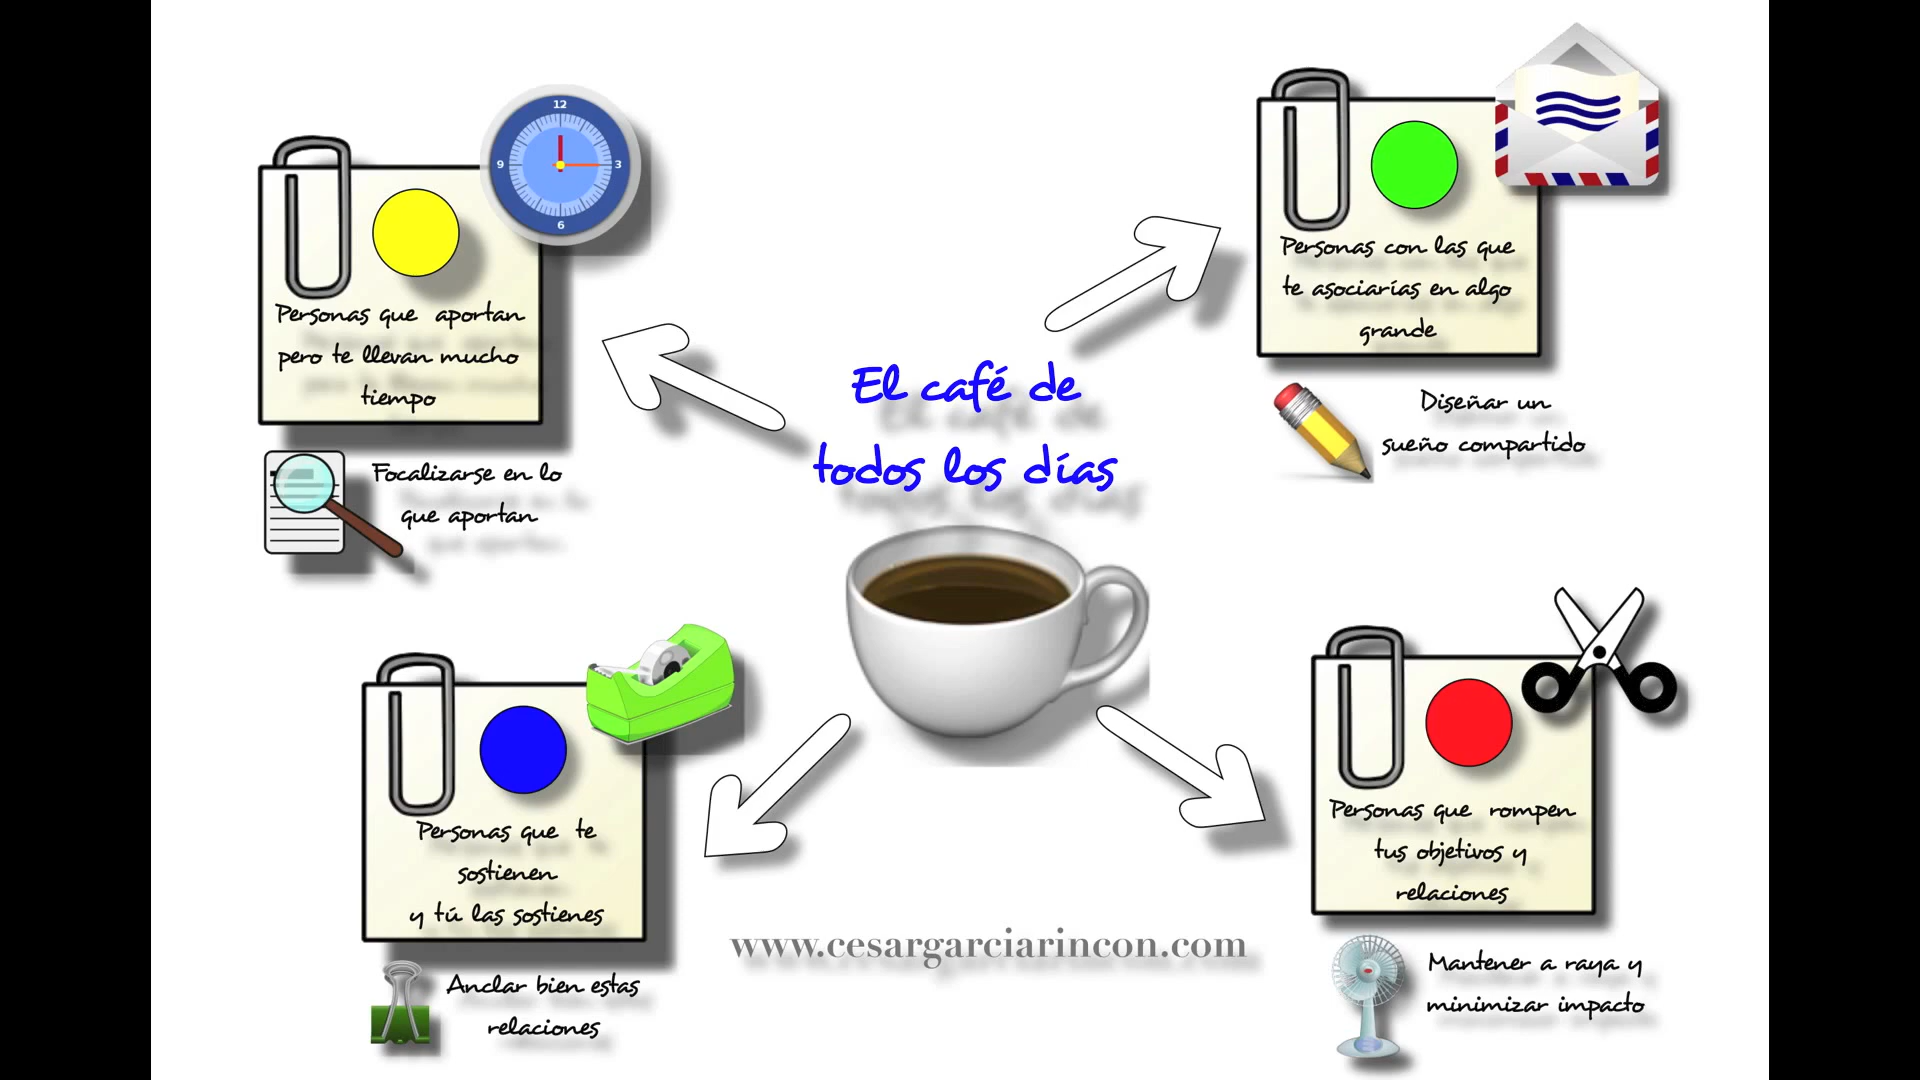 12
3
6
9
Personas que aportan
pero te llevan mucho
tiempo
Focalizarse en lo
que aportan
Personas con las que
te asociarías en algo
grande
Diseñar un
sueño compartido
El café de
todos los días
Personas que te
sostienen
y tú las sostienes
Anclar bien estas
relaciones
Personas que rompen
tus objetivos y
relaciones
Mantener a raya y
minimizar impacto
www.cesargarciarincon.com